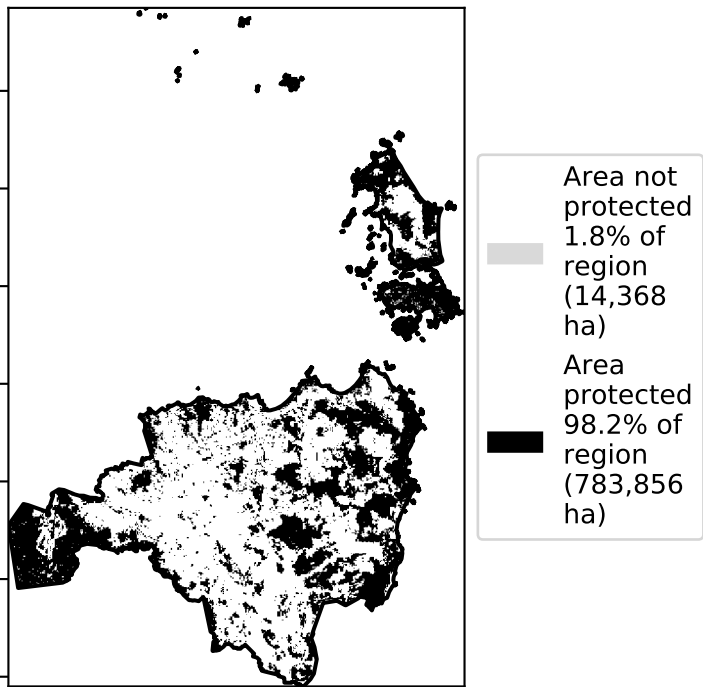 Area not
protected
1.8% of
region
(14,368
ha)
Area
protected
98.2% of
region
(783,856
ha)